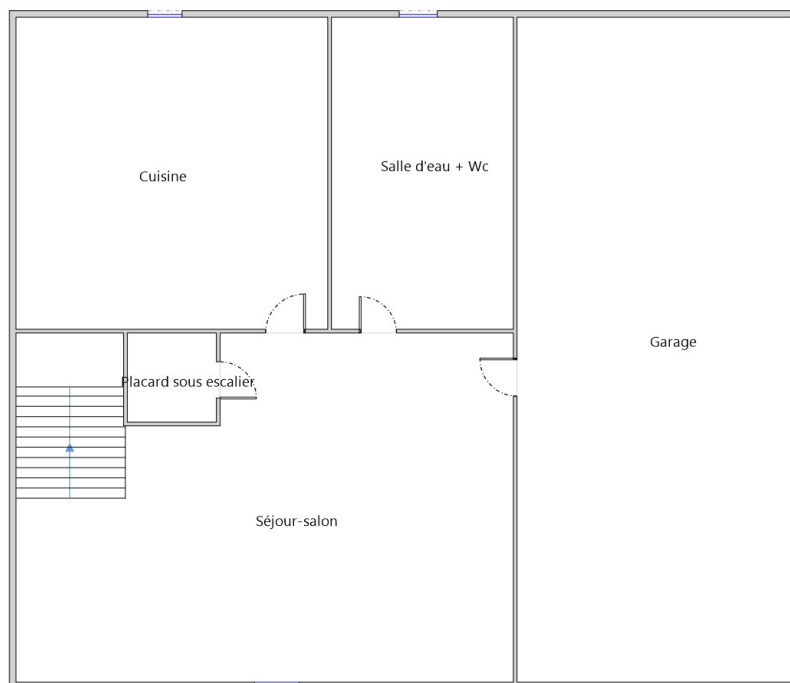 Cuisine
Salle d'eau + Wc
Garage
Placard sous escalier
Séjour-salon